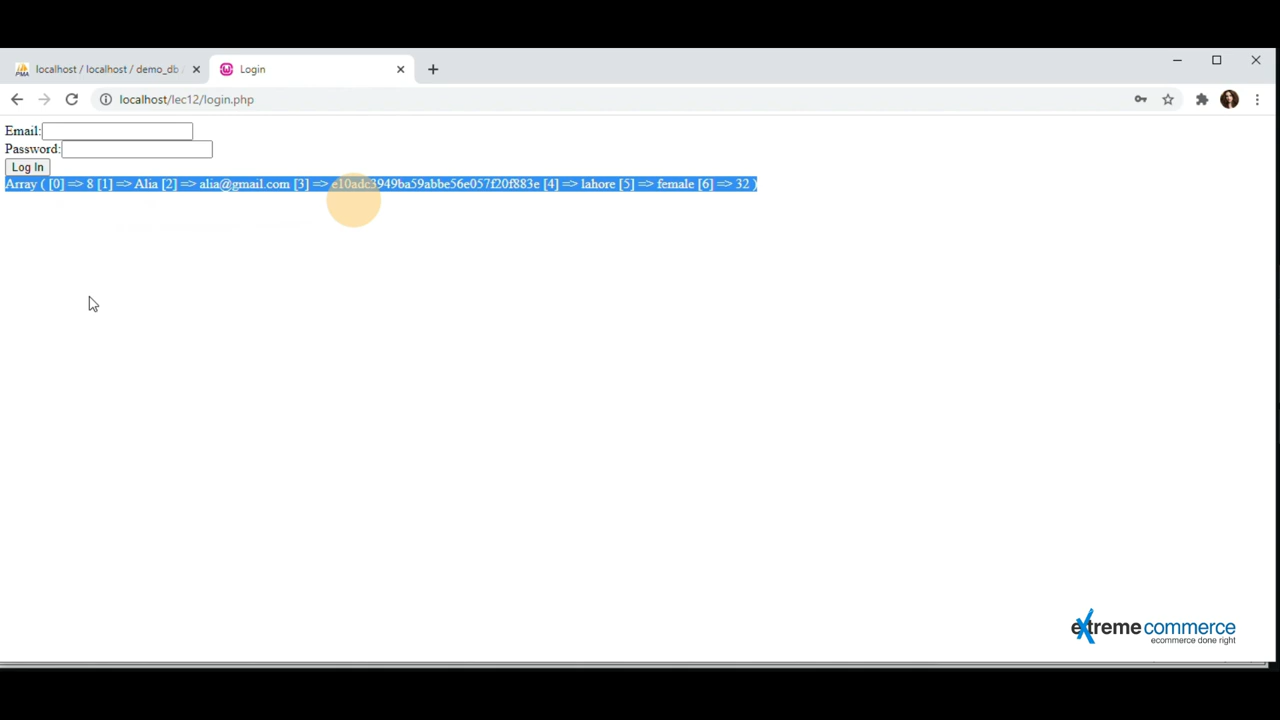 localhost / localhost / demo_db
Login
localhost/lec12/login.php
Email:
Password:
Log In
Array ( [0] => 8 [1] => Alia [2] => alia@gmail.com [3] => e10adc3949ba59abbe56e057f20f883e [4] => lahore [5] => female [6] => 32 )
extreme commerce
ecommerce done right